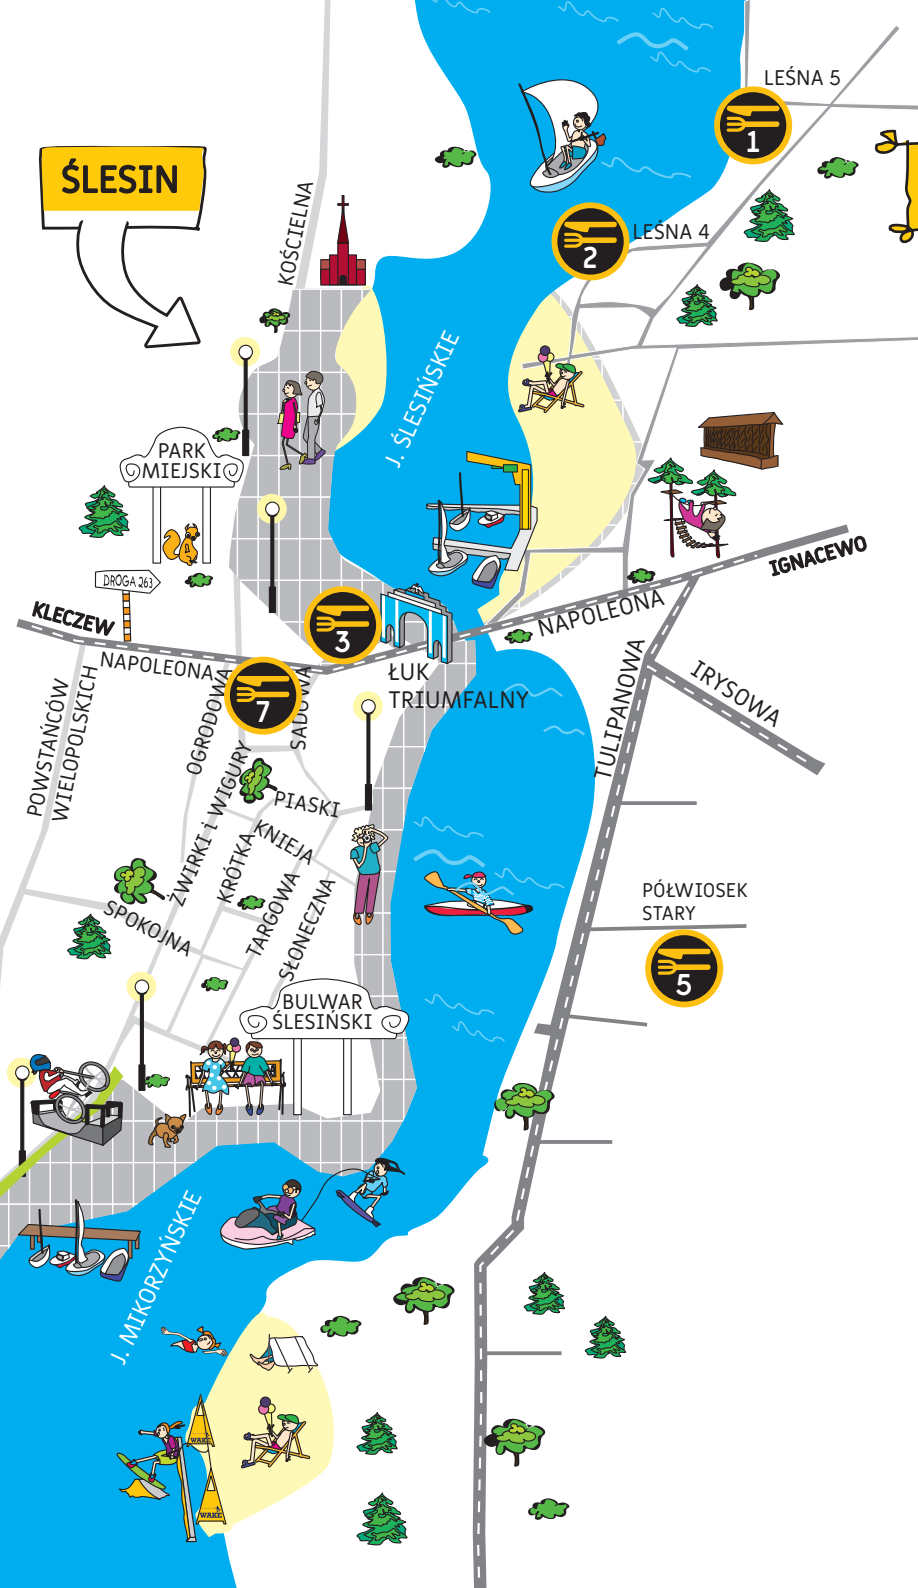 LEŚNA 5
1
ŚLESIN
KOŚCIELNA
LEŚNA 4
2
J. ŚLESIŃSKIE
PARK
MIEJSKI
DROGA 263
IGNACEWO
KLECZEW
NAPOLEONA
3
NAPOLEONA
ŁUK
TRIUMFALNY
7
OGRODOWA
SADOWA
POWSTAŃCÓW
WIELOPOLSKICH
TULIPANOWA
IRYSOWA
ŻWIRKI i WIGURY
PIASKI
KNIEJA
KRÓTKA
TARGOWA
SŁONECZNA
SPOKOJNA
PÓŁWIOSEK
STARY
5
BULWAR
ŚLESIŃSKI
J. MIKORZYŃSKIE
WAKE
WAKE